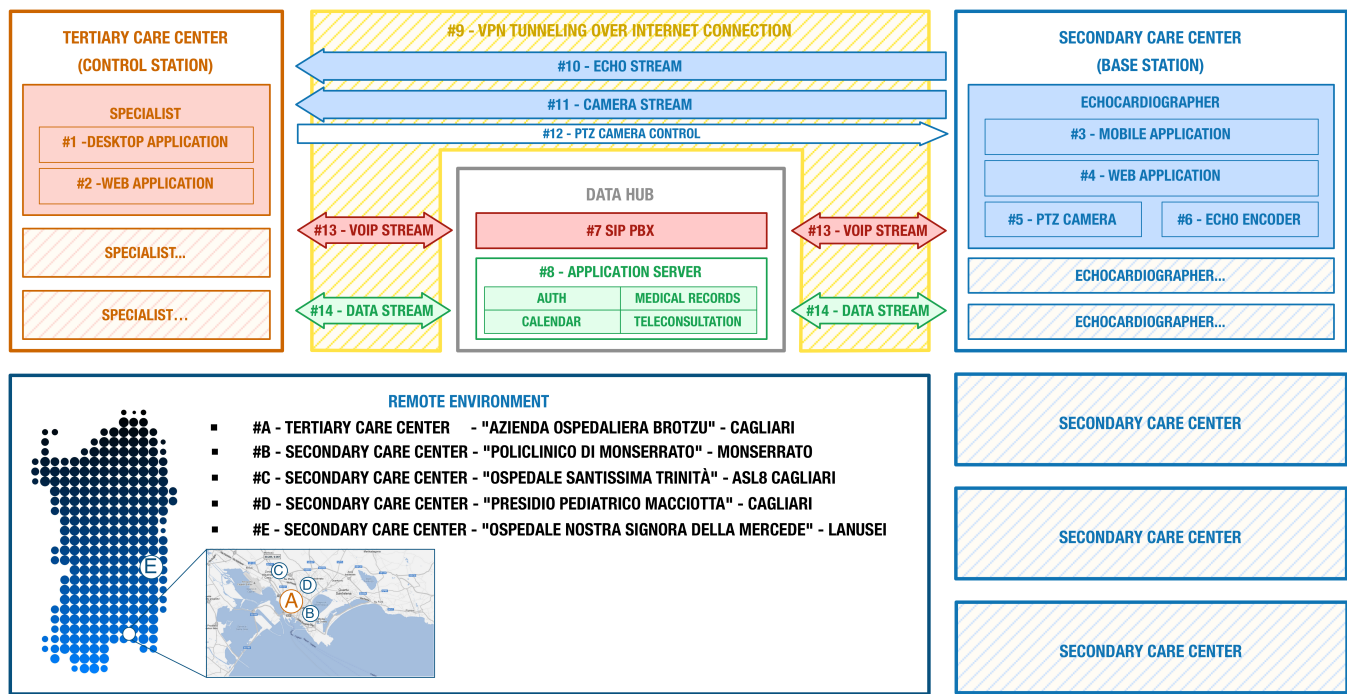 TERTIARY CARE CENTER
(CONTROL STATION)
SPECIALIST
#1 -DESKTOP APPLICATION
#2 -WEB APPLICATION
SPECIALIST...
SPECIALIST...
#9 - VPN TUNNELING OVER INTERNET CONNECTION
#10 - ECHO STREAM
#11 - CAMERA STREAM
#12 - PTZ CAMERA CONTROL
DATA HUB
#13 - VOIP STREAM
#7 SIP PBX
#13 - VOIP STREAM
#8 - APPLICATION SERVER
AUTH
MEDICAL RECORDS
CALENDAR
TELECONSULTATION
#14 - DATA STREAM
#14 - DATA STREAM
SECONDARY CARE CENTER
(BASE STATION)
ECHOCARDIOGRAPHER
#3 - MOBILE APPLICATION
#4 - WEB APPLICATION
#5 - PTZ CAMERA
#6 - ECHO ENCODER
ECHOCARDIOGRAPHER...
ECHOCARDIOGRAPHER...
REMOTE ENVIRONMENT
#A - TERTIARY CARE CENTER - "AZIENDA OSPEDALIERA BROTZU" - CAGLIARI
#B - SECONDARY CARE CENTER - "POLICLINICO DI MONSERRATO" - MONSERRATO
#C - SECONDARY CARE CENTER - "OSPEDALE SANTISSIMA TRINITÀ" - ASL8 CAGLIARI
#D - SECONDARY CARE CENTER - "PRESIDIO PEDIATRICO MACCIOTTA" - CAGLIARI
#E - SECONDARY CARE CENTER - "OSPEDALE NOSTRA SIGNORA DELLA MERCEDE" - LANUSEI
E
C
D
A
B
SECONDARY CARE CENTER
SECONDARY CARE CENTER
SECONDARY CARE CENTER